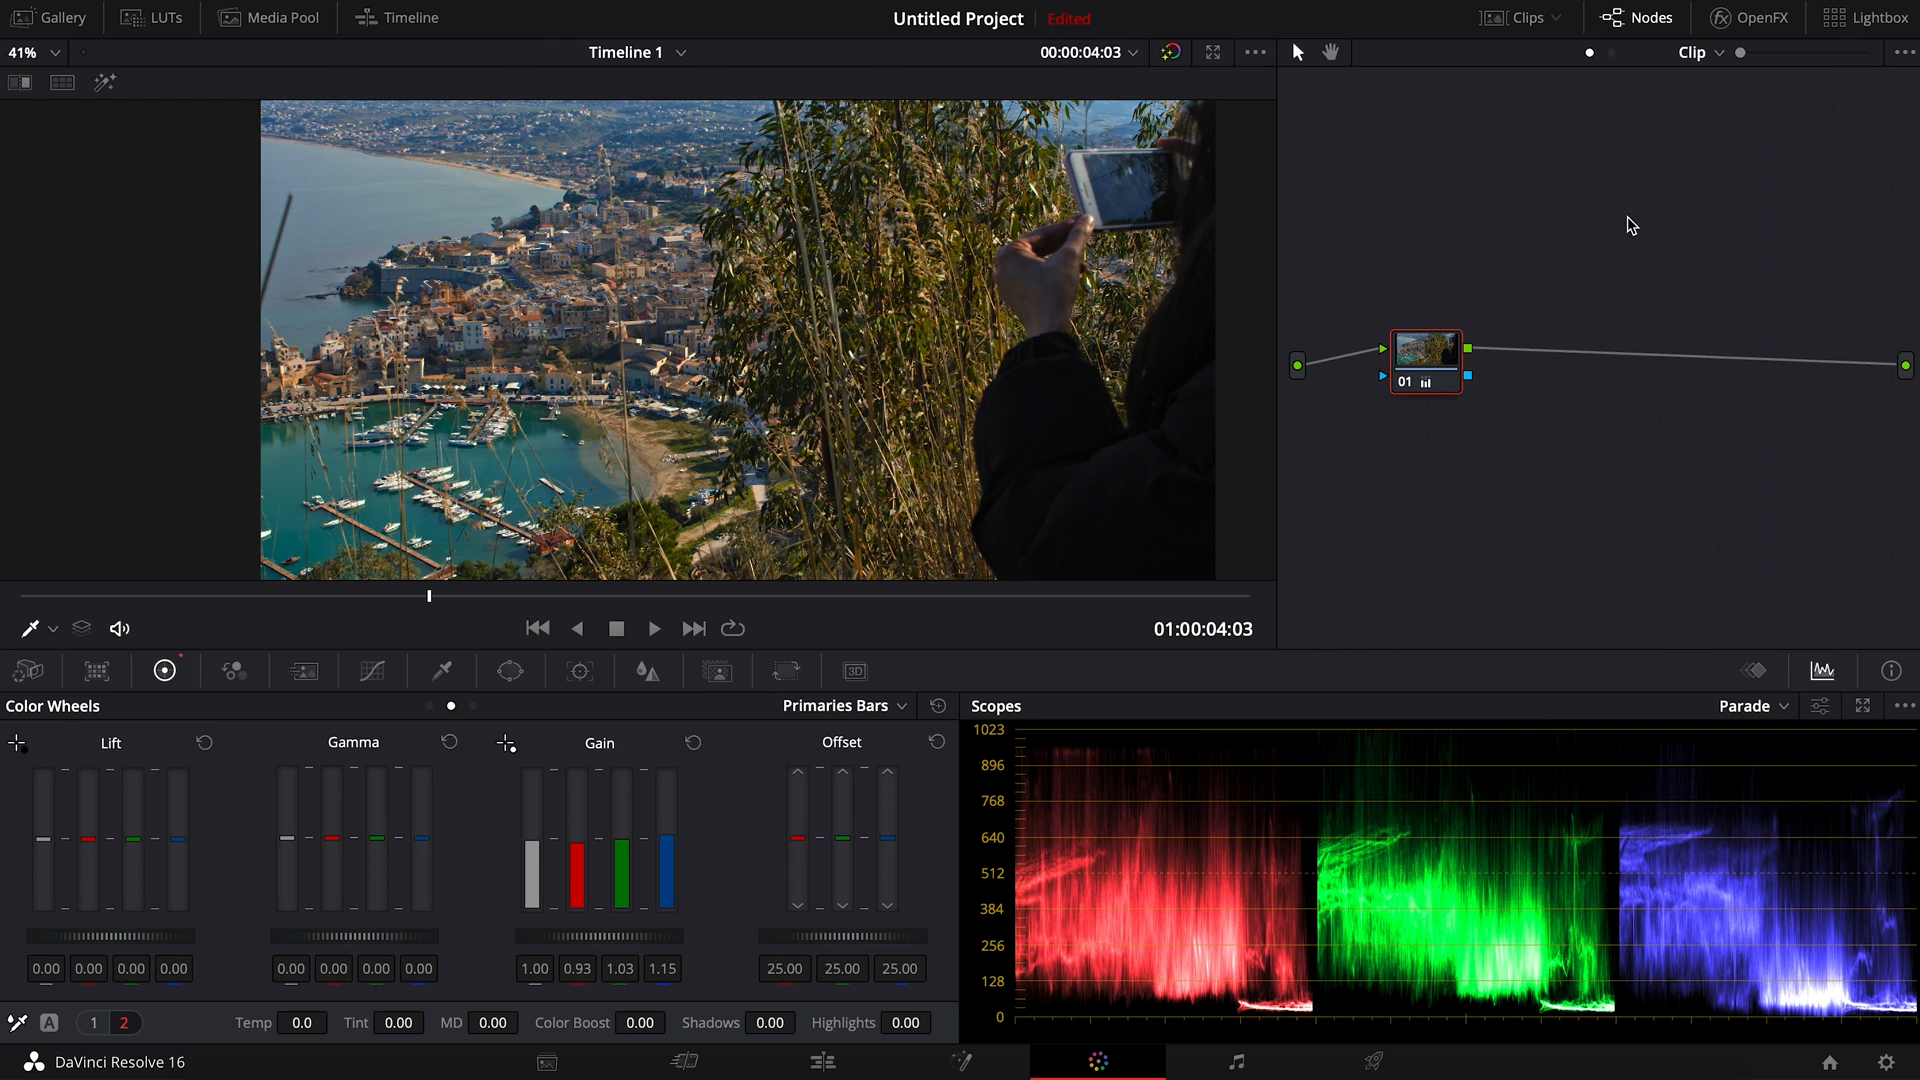 Gallery LUTs Media Pool Timeline Untitled Project Edited Clips Nodes OpenFX Lightbox
41% Timeline 1 00:00:04:03 Clip
01
01:00:04:03
3D
Color Wheels Primaries Bars Scopes Parade
Lift Gamma Gain Offset
1023
896
768
640
512
384
256
128
0
0.00 0.00 0.00 0.00 0.00 0.00 0.00 0.00 1.00 0.93 1.03 1.15 25.00 25.00 25.00
A 1 2 Temp 0.0 Tint 0.00 MD 0.00 Color Boost 0.00 Shadows 0.00 Highlights 0.00
DaVinci Resolve 16